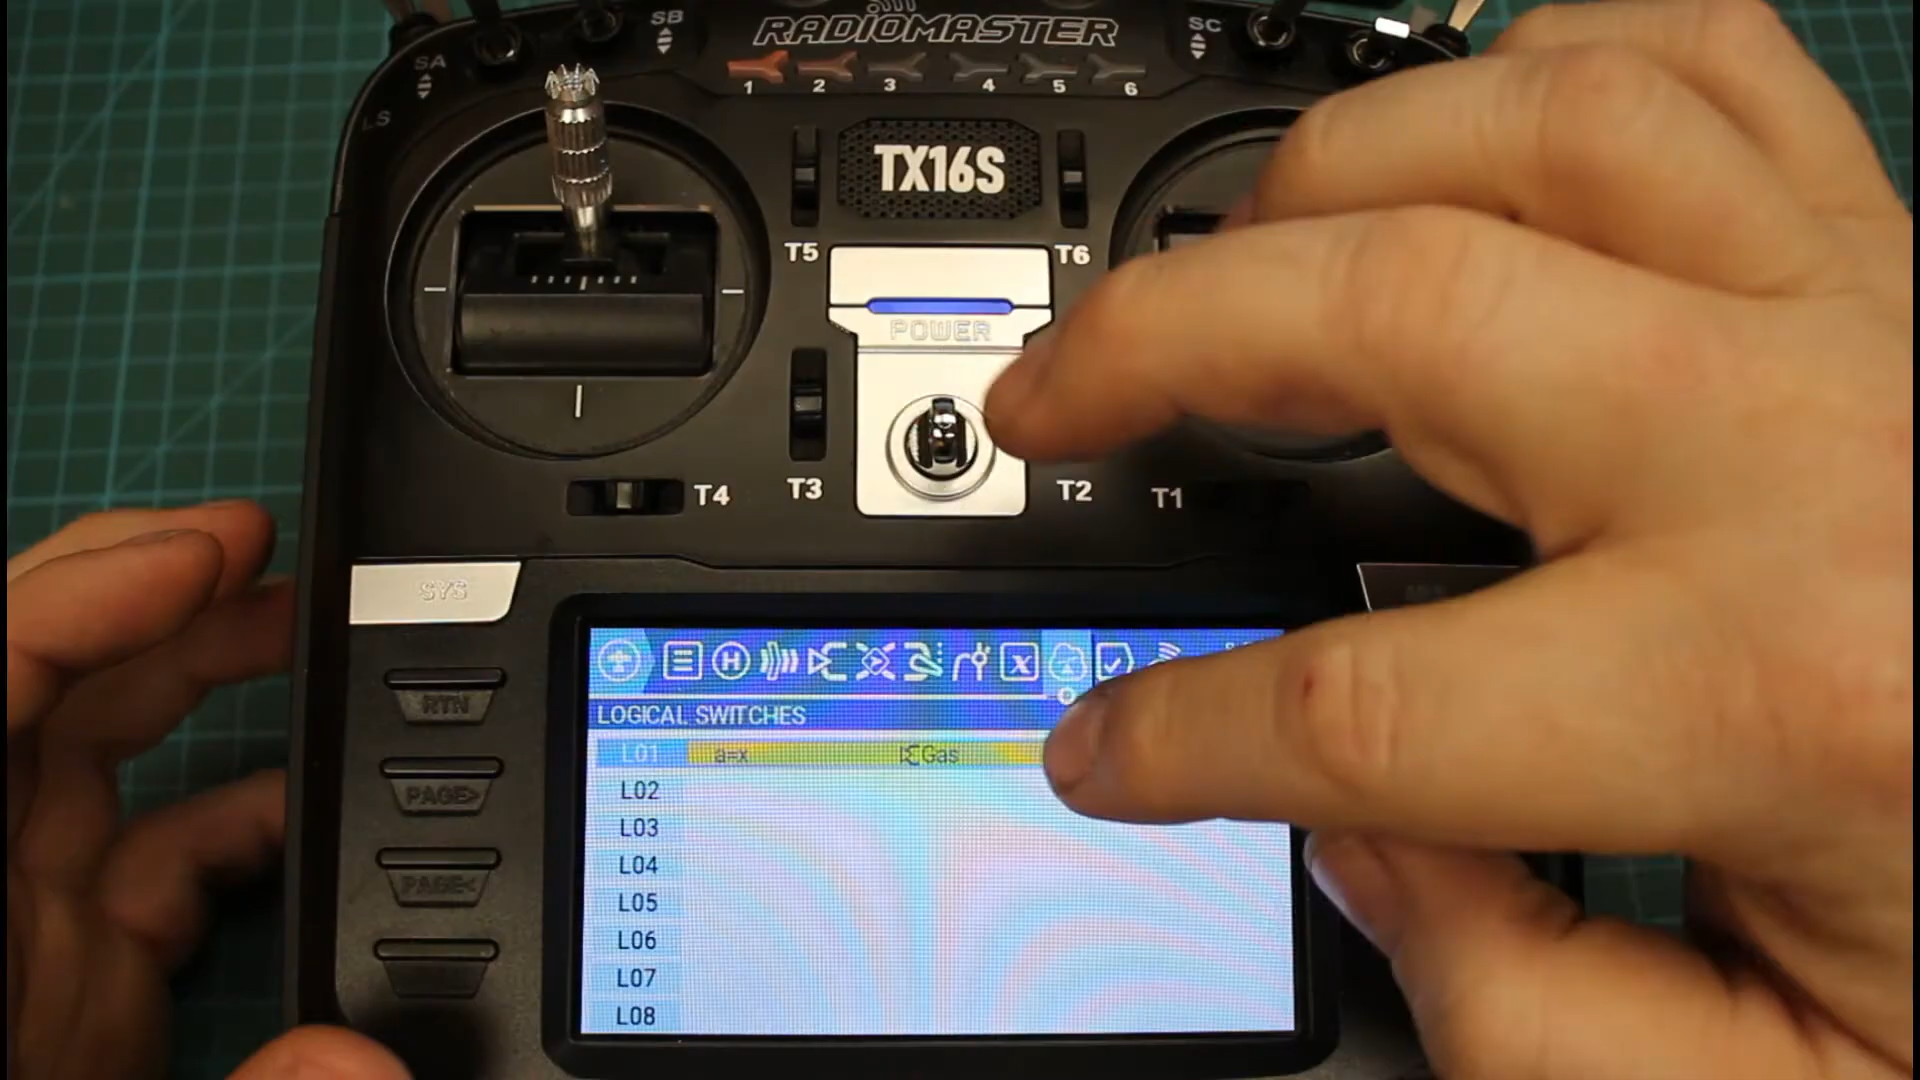 SB
RADIOMASTER
SC
SA
1 2 3 4 5 6
LS
TX16S
T5
T6
POWER
T4
T3
T2
T1
SYS
RTN
LOGICAL SWITCHES
L01 a=x Gas
PAGE>
L02
L03
L04
PAGE<
L05
L06
L07
L08